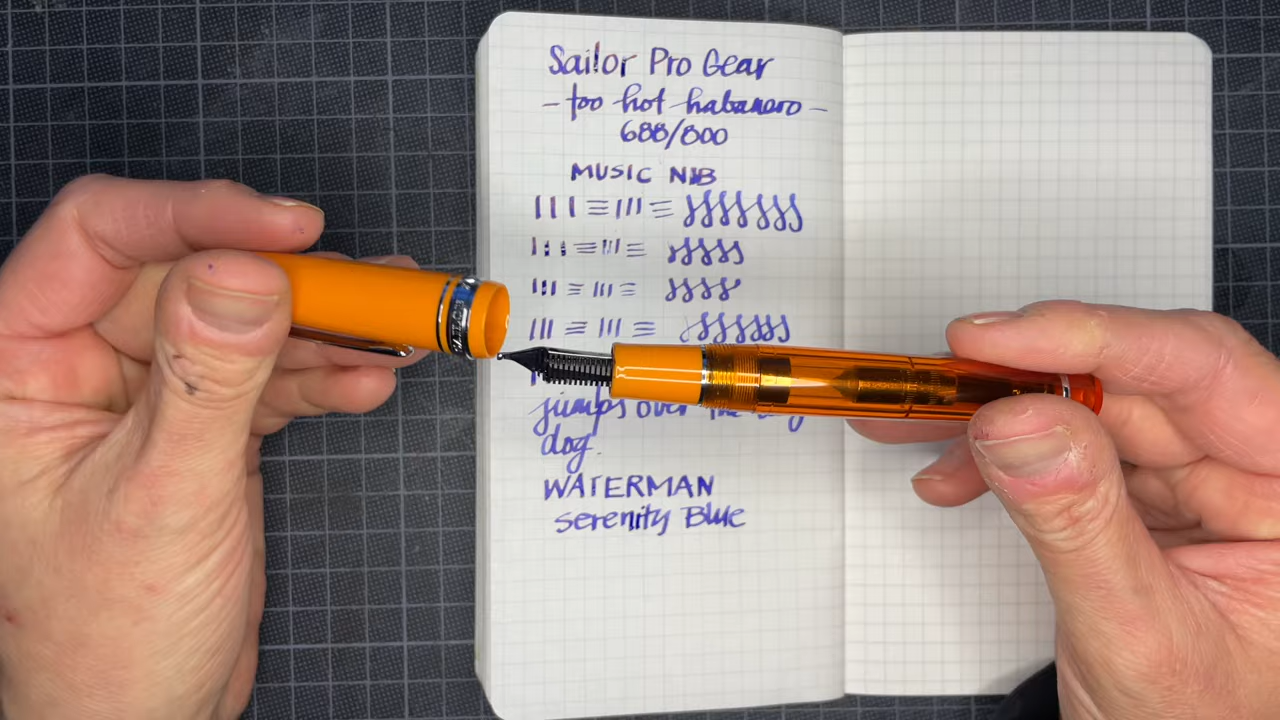 Sailor Pro Gear
- too hot habanero -
688/800
MUSIC NIB
jumps over the
dog.
WATERMAN
serenity Blue